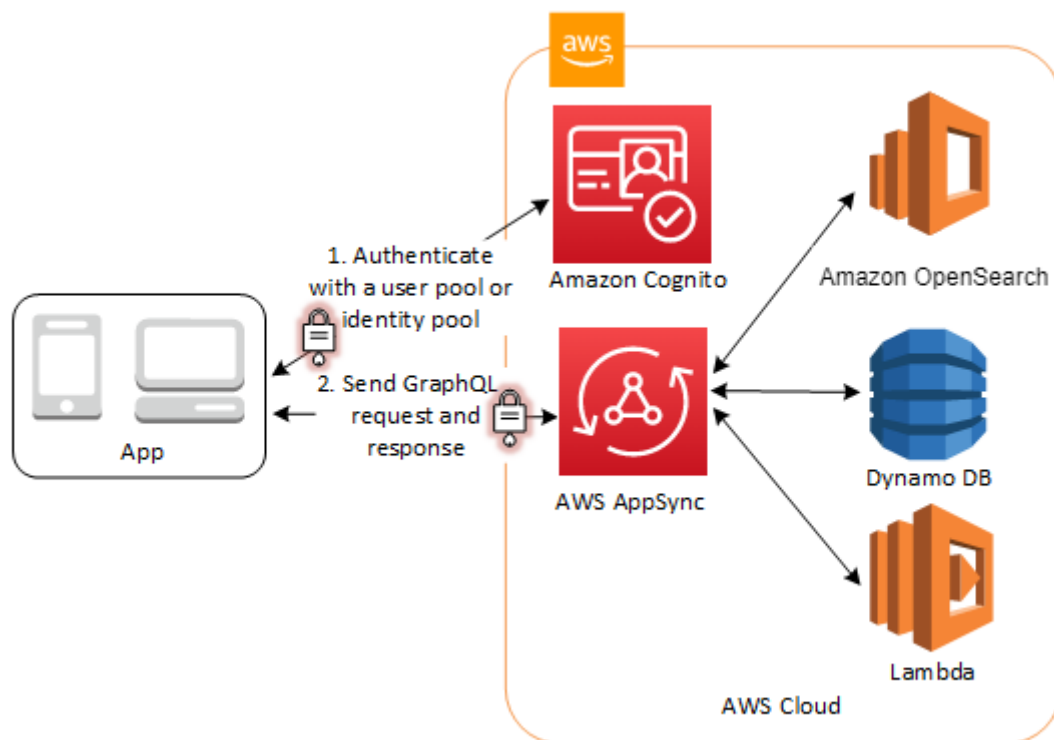 aws
1. Authenticate
with a user pool or
identity pool
Amazon Cognito
Amazon OpenSearch
2. Send GraphQL
request and
response
App
AWS AppSync
Dynamo DB
Lambda
AWS Cloud